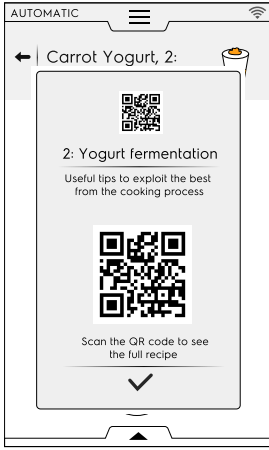 AUTOMATIC
Carrot Yogurt, 2:
2: Yogurt fermentation
Useful tips to exploit the best
from the cooking process
Scan the QR code to see
the full recipe